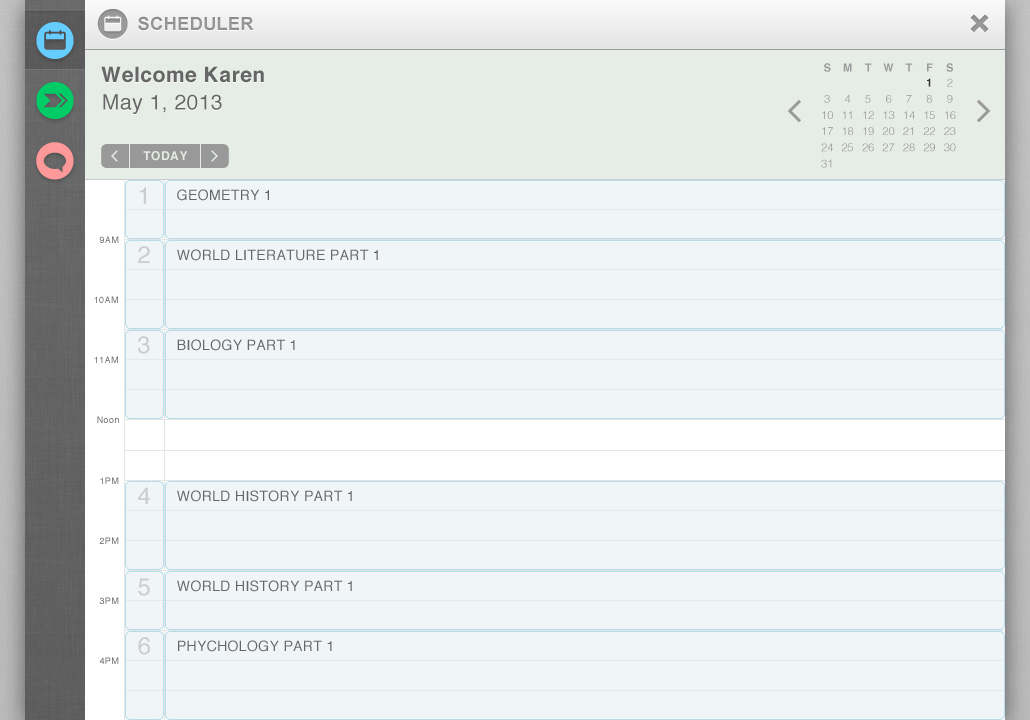 SCHEDULER
Welcome Karen
May 1, 2013
TODAY
S M T W T F S
1 2
3 4 5 6 7 8 9
10 11 12 13 14 15 16
17 18 19 20 21 22 23
24 25 26 27 28 29 30
31
1 GEOMETRY 1
9AM
2 WORLD LITERATURE PART 1
10AM
3 BIOLOGY PART 1
11AM
Noon
1PM
4 WORLD HISTORY PART 1
2PM
5 WORLD HISTORY PART 1
3PM
6 PHYCHOLOGY PART 1
4PM